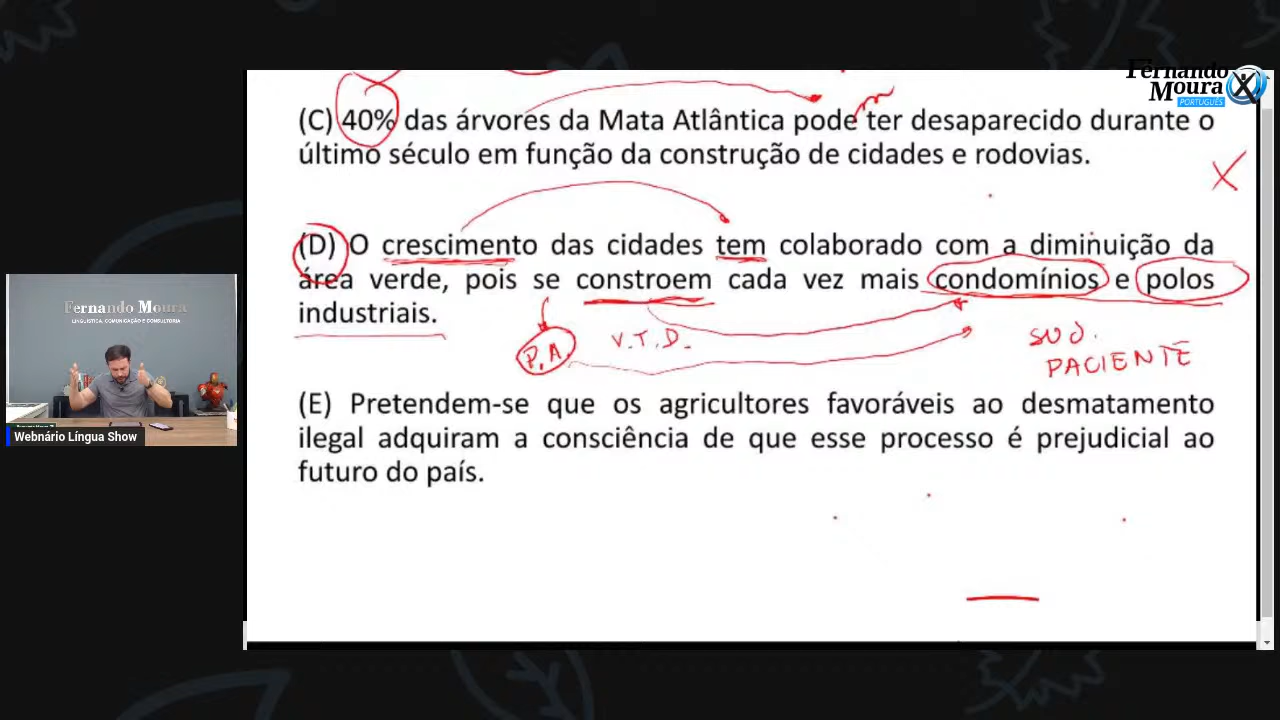 Fernando
Moura
PORTUGUÊS
(C) 40% das árvores da Mata Atlântica pode ter desaparecido durante o
último século em função da construção de cidades e rodovias.
m
X
(D) O crescimento das cidades tem colaborado com a diminuição da
área verde, pois se constroem cada vez mais condomínios e polos
industriais.
P.A. V.T.D. SUJ.
PACIENTE
(E) Pretendem-se que os agricultores favoráveis ao desmatamento
ilegal adquiram a consciência de que esse processo é prejudicial ao
futuro do país.
Fernando Moura
LINGUÍSTICA, COMUNICAÇÃO E CONSULTORIA
Webnário Língua Show